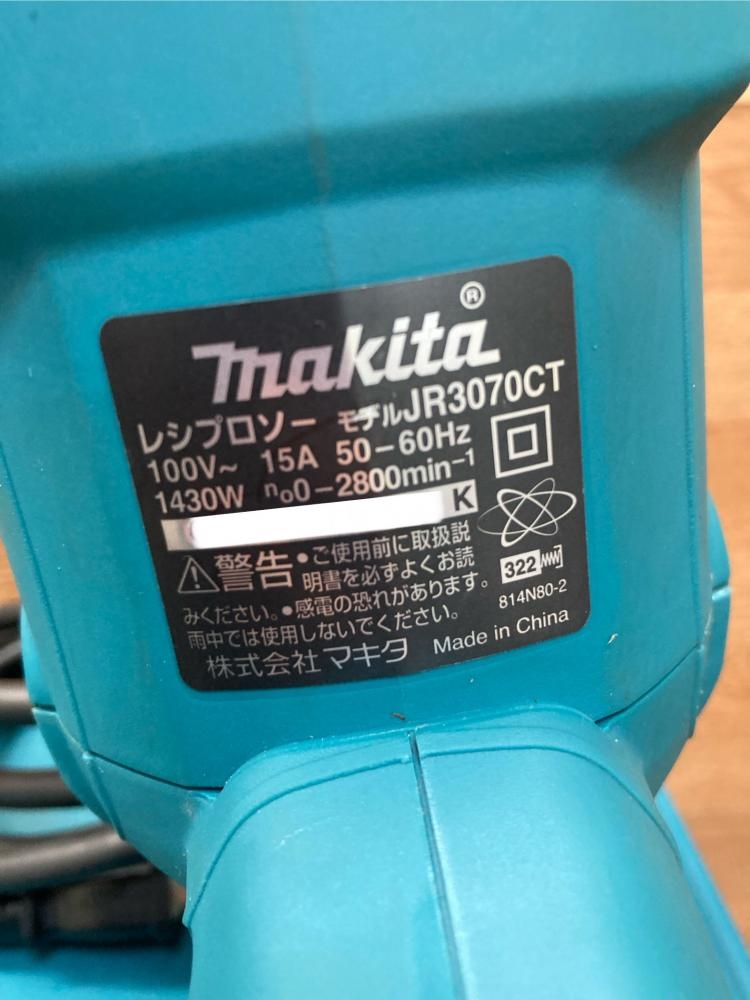 makita®
レシプロソー モデルJR3070CT
100V～ 15A 50－60Hz
1430W n₀0－2800min⁻¹
K
⚠警告 ●ご使用前に取扱説
明書を必ずよくお読
みください。●感電の恐れがあります。
雨中では使用しないでください。
株式会社マキタ
322
814N80-2
Made in China